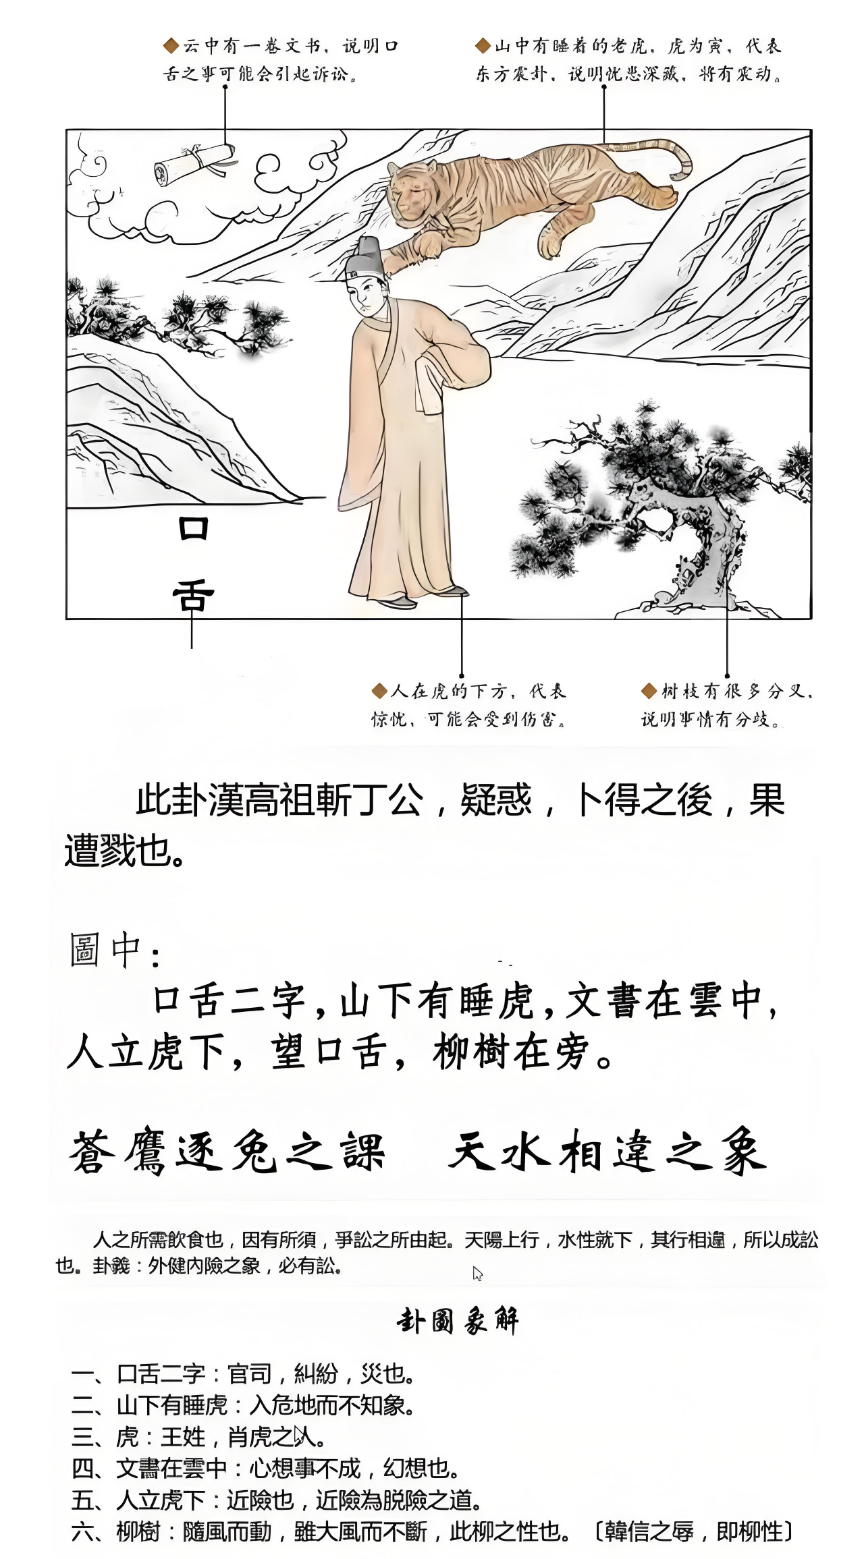 ◆云中有一卷文书，说明口
舌之事可能会引起诉讼。
◆山中有睡着的老虎，虎为寅，代表
东方震卦，说明忧患深藏，将有震动。
口
舌
◆人在虎的下方，代表
惊忧，可能会受到伤害。
◆树枝有很多分叉，
说明事情有分歧。
此卦漢高祖斬丁公，疑惑，卜得之後，果
遭戮也。
圖中：
口舌二字，山下有睡虎，文書在雲中，
人立虎下，望口舌，柳樹在旁。
蒼鷹逐兔之課 天水相違之象
人之所需飲食也，因有所須，爭訟之所由起。天陽上行，水性就下，其行相違，所以成訟
也。卦義：外健內險之象，必有訟。
卦圖象解
一、口舌二字：官司，糾紛，災也。
二、山下有睡虎：入危地而不知象。
三、虎：王姓，肖虎之人。
四、文書在雲中：心想事不成，幻想也。
五、人立虎下：近險也，近險為脱險之道。
六、柳樹：隨風而動，雖大風而不斷，此柳之性也。〔韓信之辱，即柳性〕